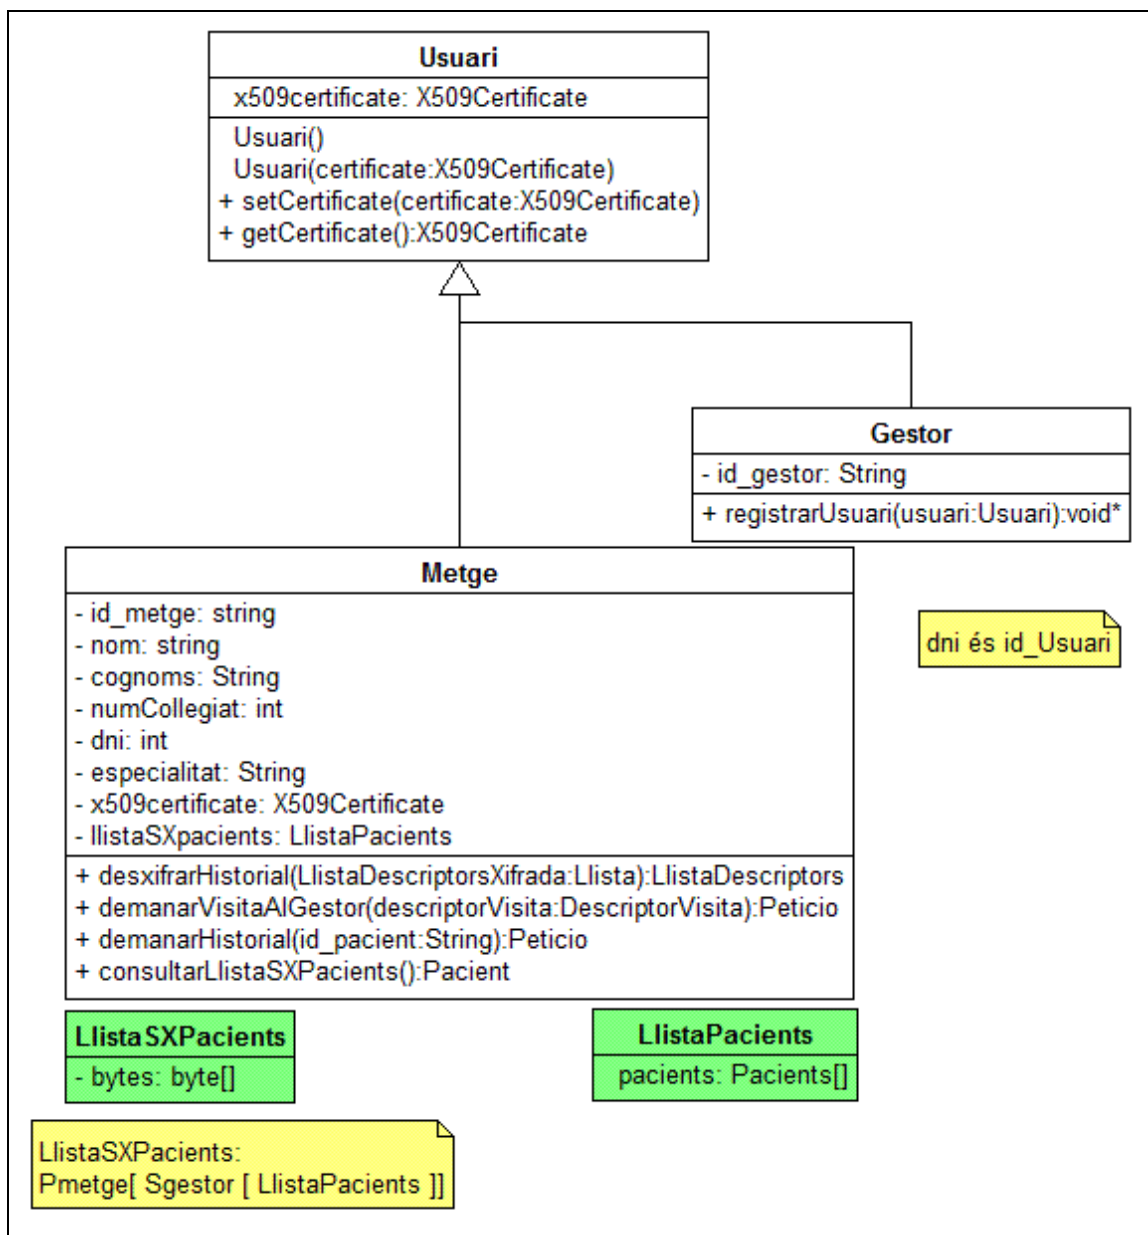 Usuari
x509certificate: X509Certificate
Usuari()
Usuari(certificate:X509Certificate)
+ setCertificate(certificate:X509Certificate)
+ getCertificate():X509Certificate
Gestor
- id_gestor: String
+ registrarUsuari(usuari:Usuari):void*
Metge
- id_metge: string
- nom: string
- cognoms: String
- numCollegiat: int
- dni: int
- especialitat: String
- x509certificate: X509Certificate
- llistaSXpacients: LlistaPacients
+ desxifrarHistorial(LlistaDescriptorsXifrada:Llista):LlistaDescriptors
+ demanarVisitaAlGestor(descriptorVisita:DescriptorVisita):Peticio
+ demanarHistorial(id_pacient:String):Peticio
+ consultarLlistaSXPacients():Pacient
dni és id_Usuari
LlistaSXPacients
- bytes: byte[]
LlistaPacients
pacients: Pacients[]
LlistaSXPacients:
Pmetge[ Sgestor [ LlistaPacients ]]